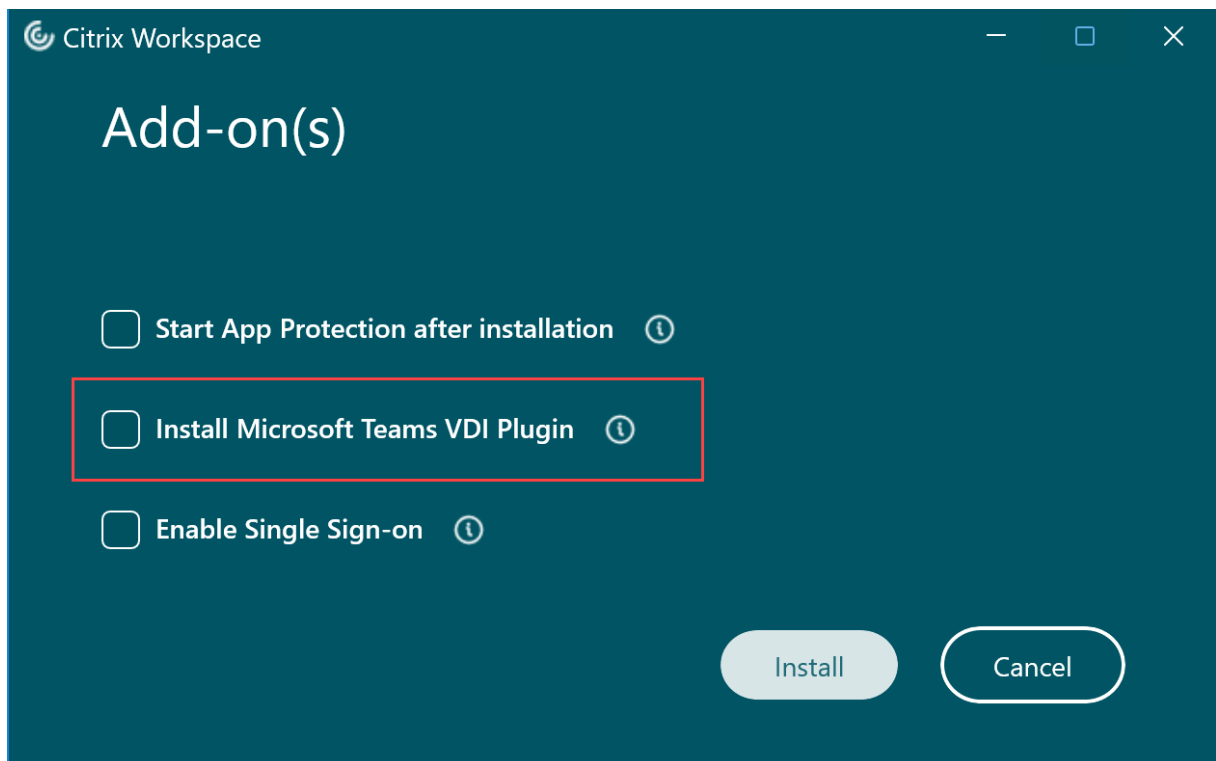 Citrix Workspace
Add-on(s)
Start App Protection after installation
Install Microsoft Teams VDI Plugin
Enable Single Sign-on
Install
Cancel